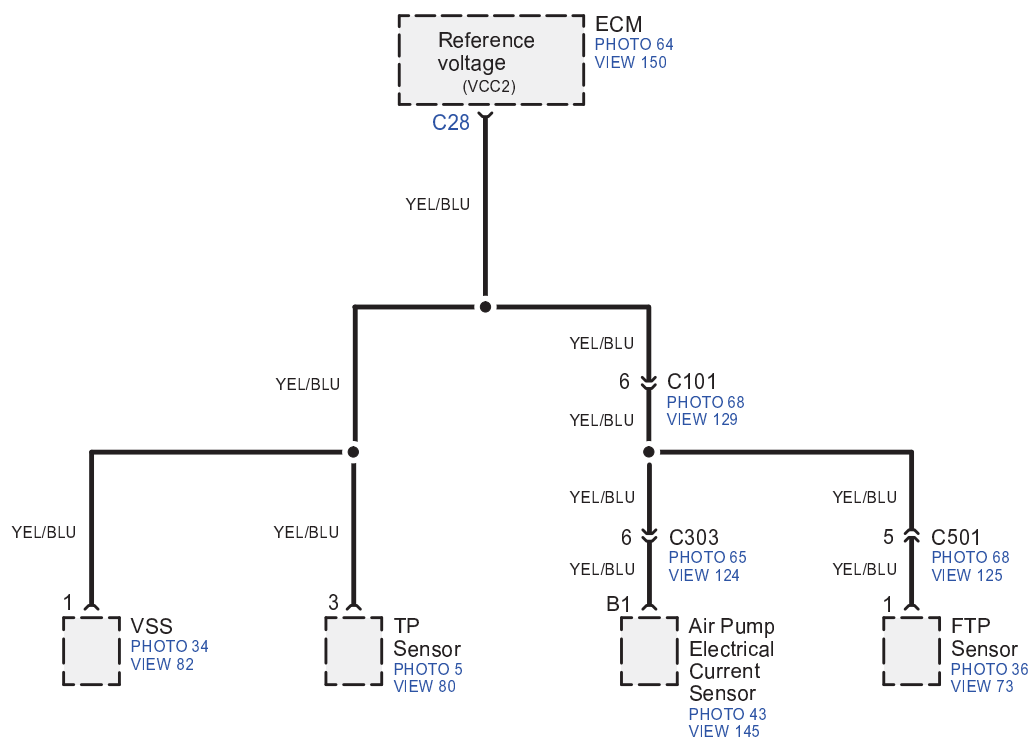 ECM
PHOTO 64
VIEW 150
Reference
voltage
(VCC2)
C28
YEL/BLU
YEL/BLU
YEL/BLU
6
C101
PHOTO 68
VIEW 129
YEL/BLU
YEL/BLU
YEL/BLU
YEL/BLU
YEL/BLU
6
C303
PHOTO 65
VIEW 124
5
C501
PHOTO 68
VIEW 125
YEL/BLU
YEL/BLU
1
VSS
PHOTO 34
VIEW 82
3
TP
Sensor
PHOTO 5
VIEW 80
B1
Air Pump
Electrical
Current
Sensor
PHOTO 43
VIEW 145
1
FTP
Sensor
PHOTO 36
VIEW 73